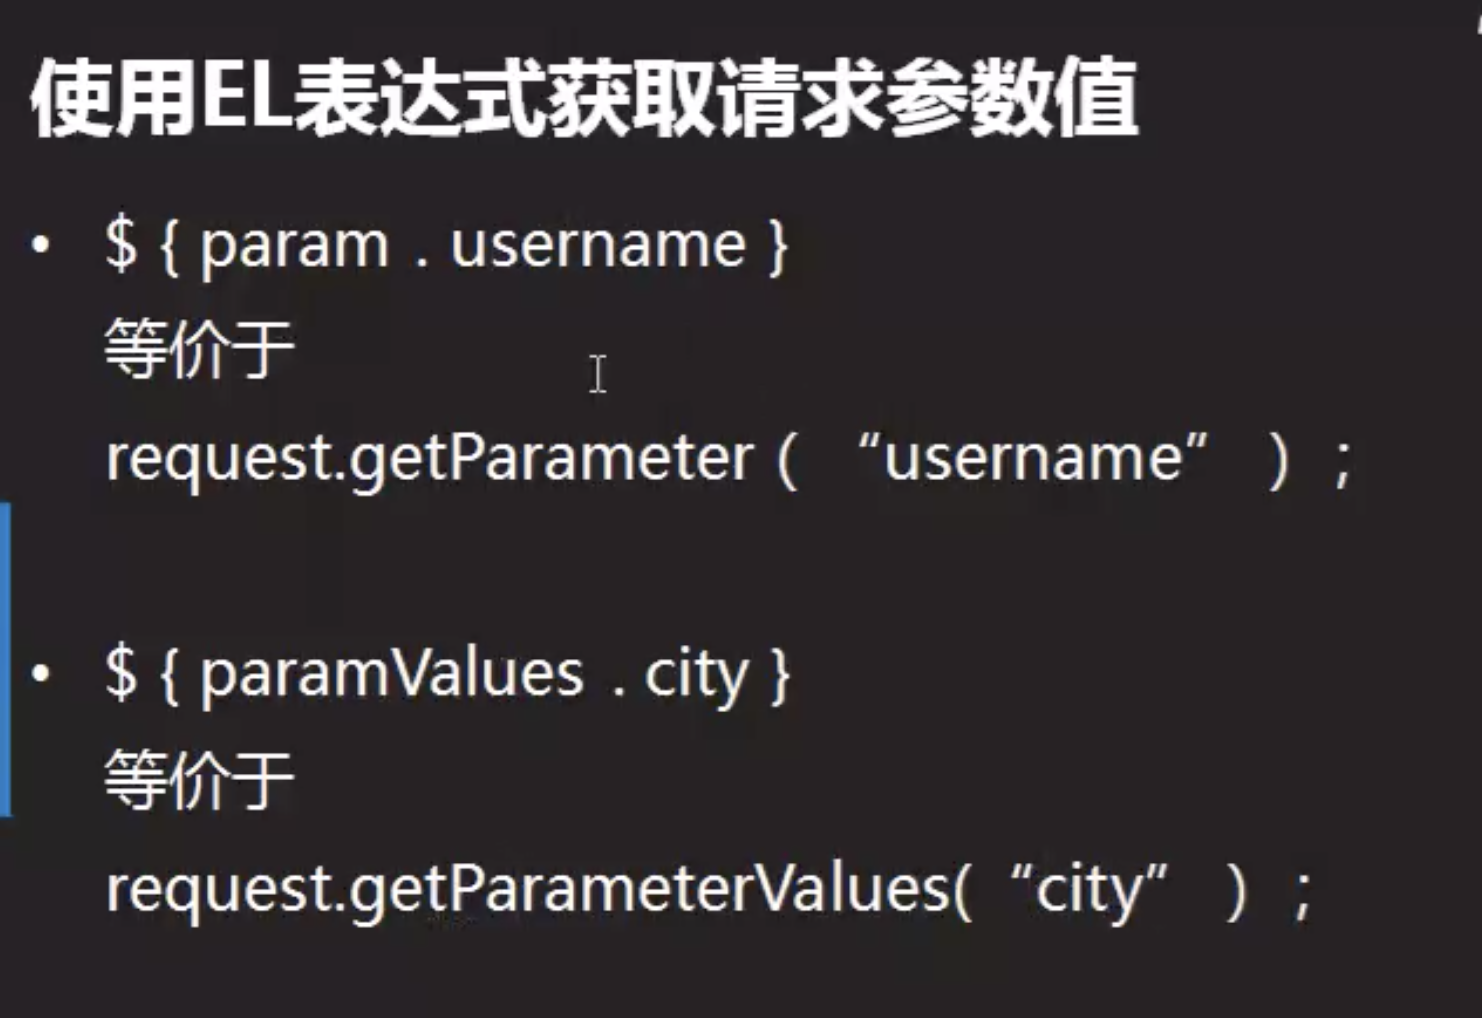 使用EL表达式获取请求参数值
• $ { param . username }
等价于
request.getParameter ( “username” ) ;
• $ { paramValues . city }
等价于
request.getParameterValues( “city” ) ;